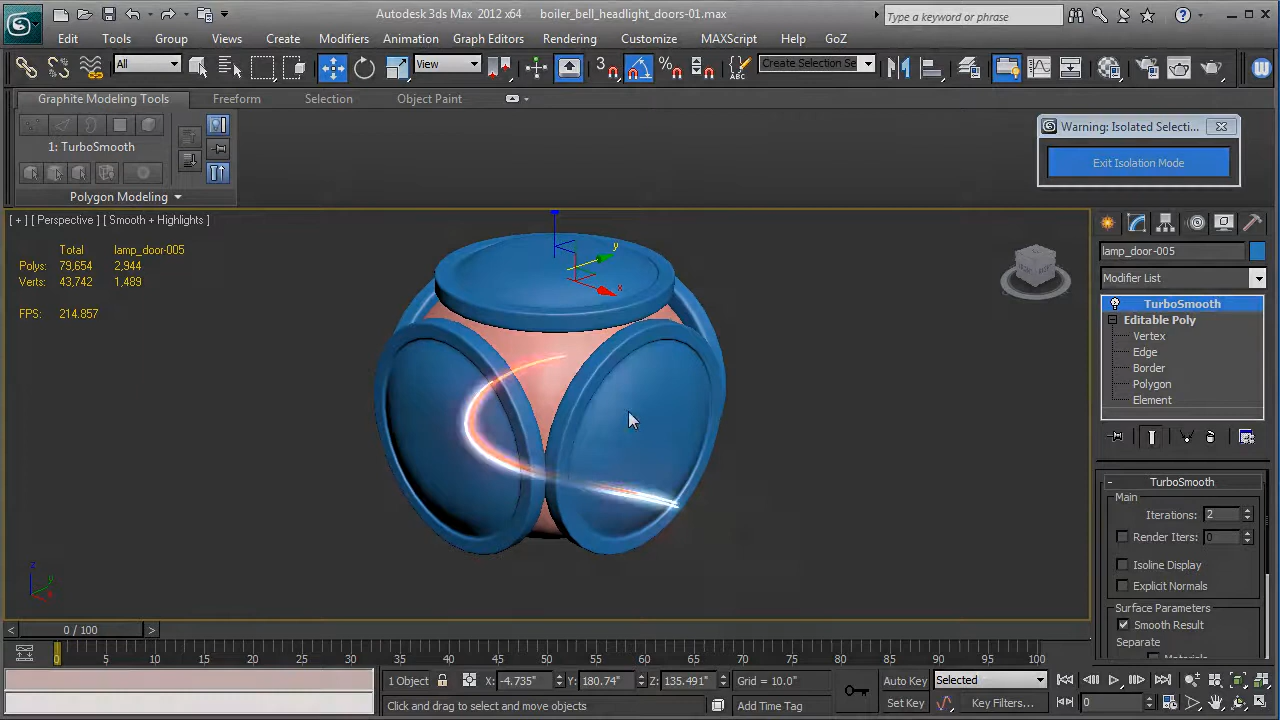 Autodesk 3ds Max 2012 x64 boiler_bell_headlight_doors-01.max
Type a keyword or phrase
Edit Tools Group Views Create Modifiers Animation Graph Editors Rendering Customize MAXScript Help GoZ
All View 3 Create Selection Se
Graphite Modeling Tools Freeform Selection Object Paint
1: TurboSmooth
Polygon Modeling
Warning: Isolated Selecti...
Exit Isolation Mode
[ + ] [ Perspective ] [ Smooth + Highlights ]
Total lamp_door-005
Polys: 79,654 2,944
Verts: 43,742 1,489
FPS: 214.857
z
y
x
z
y
x
lamp_door-005
Modifier List
TurboSmooth
Editable Poly
Vertex
Edge
Border
Polygon
Element
- TurboSmooth
Main
Iterations: 2
Render Iters: 0
Isoline Display
Explicit Normals
Surface Parameters
Smooth Result
Separate
< 0 / 100 >
0 5 10 15 20 25 30 35 40 45 50 55 60 65 70 75 80 85 90 95 100
1 Object X: -4.735" Y: 180.74" Z: 135.491" Grid = 10.0" Auto Key Selected
Click and drag to select and move objects Add Time Tag Set Key Key Filters... 0